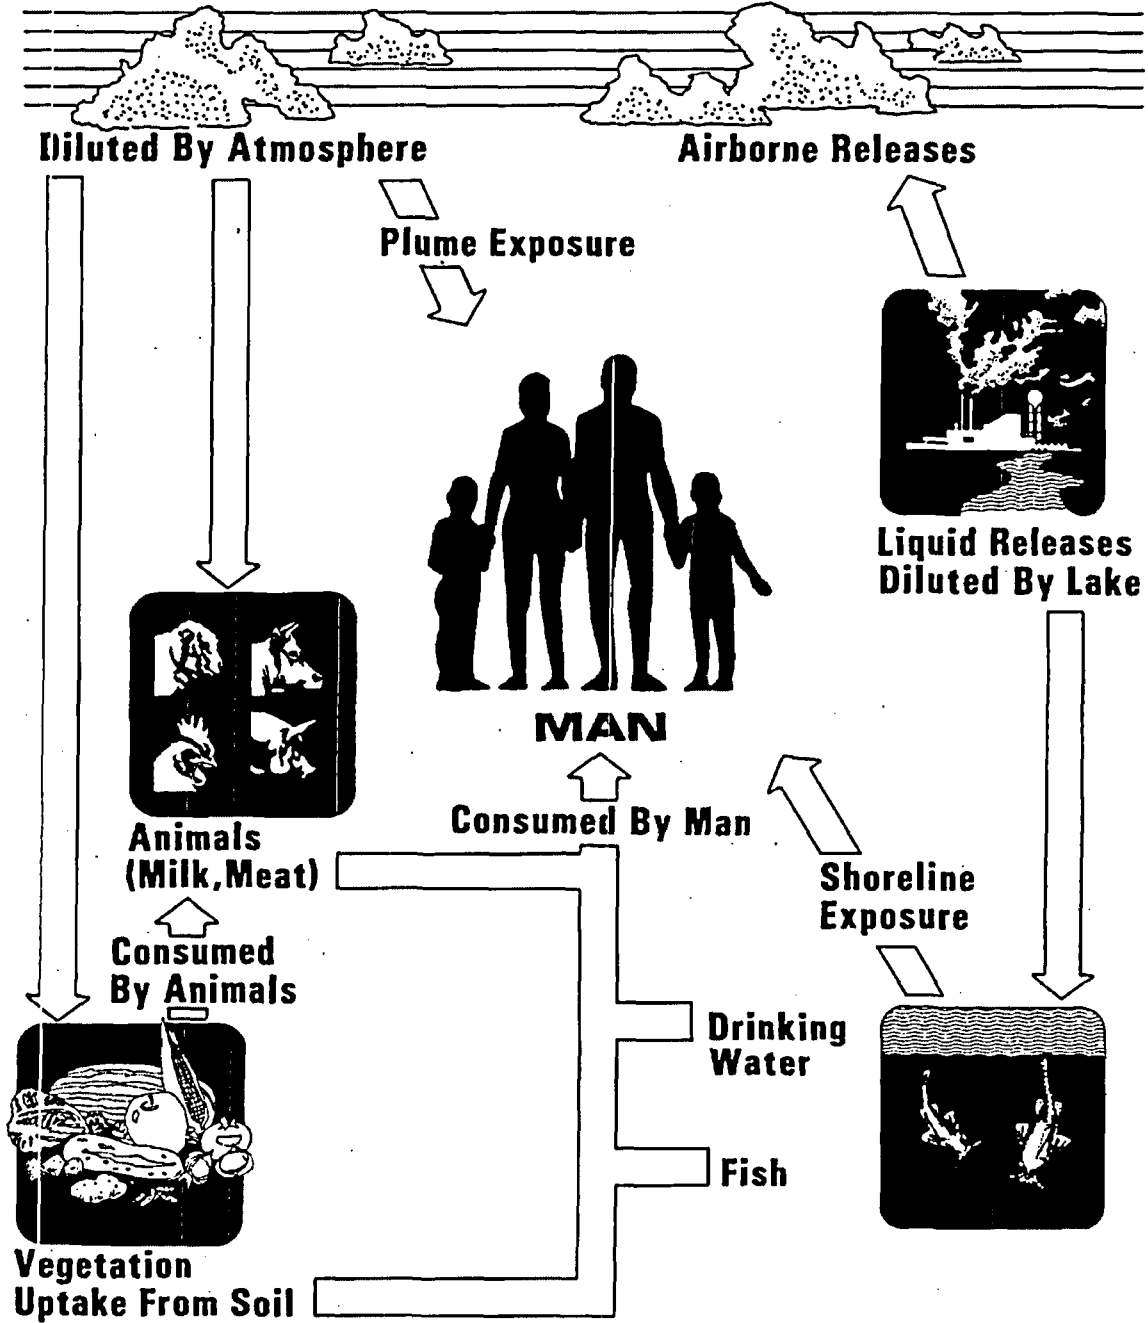 Diluted By Atmosphere
Airborne Releases
Plume Exposure
Liquid Releases
Diluted By Lake
MAN
Consumed By Man
Animals
(Milk,Meat)
Shoreline
Exposure
Consumed
By Animals
Drinking
Water
Fish
Vegetation
Uptake From Soil